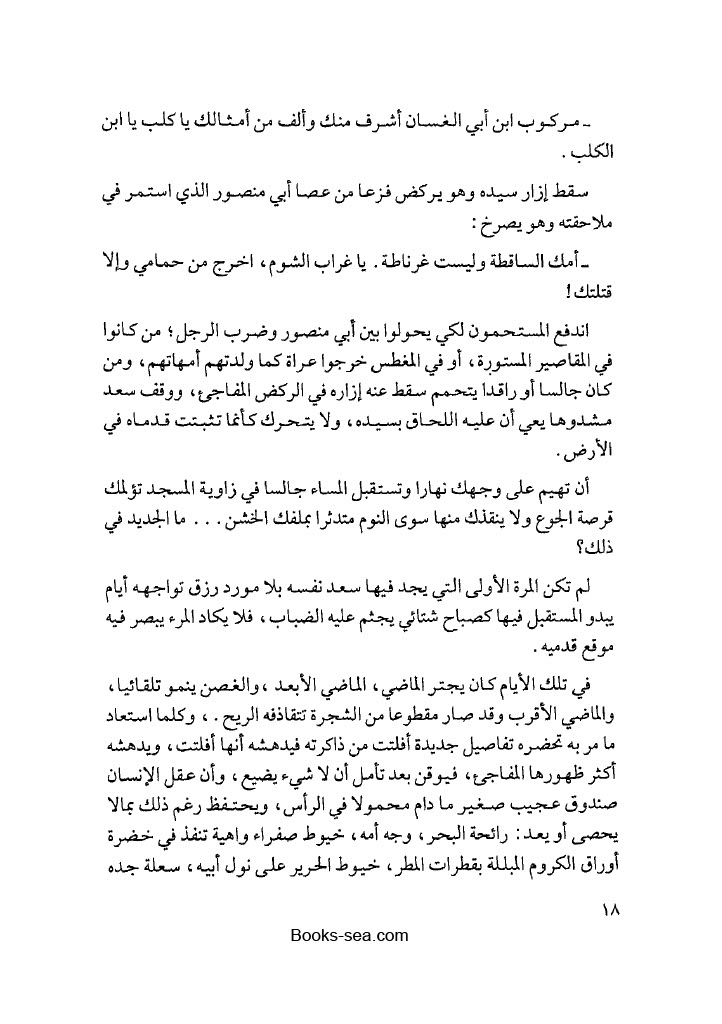 ـ مركوب ابن أبي الغسان أشرف منك وألف من أمثالك يا كلب يا ابن
الكلب .
سقط إزار سيده وهو يركض فزعا من عصا أبي منصور الذي استمر في
ملاحقته وهو يصرخ :
ـ أمك الساقطة وليست غرناطة . يا غراب الشوم ، اخرج من حمامي وإلا
قتلتك !
اندفع المستحمون لكي يحولوا بين أبي منصور وضرب الرجل ؛ من كانوا
في المقاصير المستورة ، أو في المغطس خرجوا عراة كما ولدتهم أمهاتهم ، ومن
كان جالسا أو راقدا يتحمم سقط عنه إزاره في الركض المفاجئ ، ووقف سعد
مشدوها يعي أن عليه اللحاق بسيده ، ولا يتحرك كأنما تثبتت قدماه في
الأرض .
أن تهيم على وجهك نهارا وتستقبل المساء جالسا في زاوية المسجد تؤلمك
قرصة الجوع ولا ينقذك منها سوى النوم متدثرا بملفك الخشن . . . ما الجديد في
ذلك ؟
لم تكن المرة الأولى التي يجد فيها سعد نفسه بلا مورد رزق تواجهه أيام
يبدو المستقبل فيها كصباح شتائي يجثم عليه الضباب ، فلا يكاد المرء يبصر فيه
موقع قدميه .
في تلك الأيام كان يجتر الماضي ، الماضي الأبعد ، والغصن ينمو تلقائيا ،
والماضي الأقرب وقد صار مقطوعا من الشجرة تتقاذفه الريح . ، وكلما استعاد
ما مر به تحضره تفاصيل جديدة أفلتت من ذاكرته فيدهشه أنها أفلتت ، ويدهشه
أكثر ظهورها المفاجئ ، فيوقن بعد تأمل أن لا شيء يضيع ، وأن عقل الإنسان
صندوق عجيب صغير ما دام محمولا في الرأس ، ويحتفظ رغم ذلك بمالا
يحصى أو يعد : رائحة البحر ، وجه أمه ، خيوط صفراء واهية تنفذ في خضرة
أوراق الكروم المبللة بقطرات المطر ، خيوط الحرير على نول أبيه ، سعلة جده
١٨
Books-sea.com